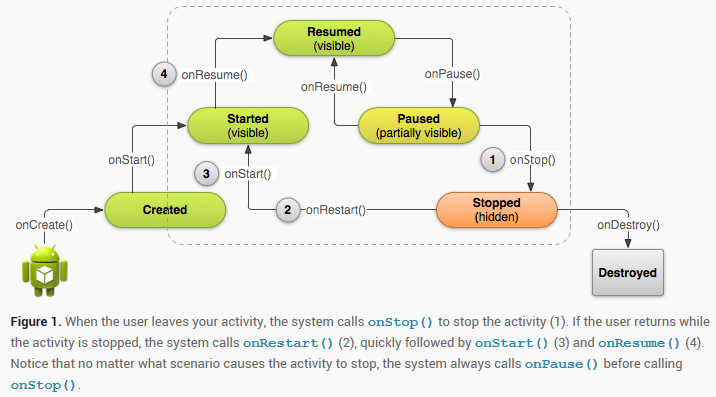 Resumed
(visible)
4
onResume()
onResume()
onPause()
Started
(visible)
Paused
(partially visible)
onStart()
3
onStart()
1
onStop()
Created
2
onRestart()
Stopped
(hidden)
onCreate()
onDestroy()
Destroyed
Figure 1. When the user leaves your activity, the system calls onStop() to stop the activity (1). If the user returns while
the activity is stopped, the system calls onRestart() (2), quickly followed by onStart() (3) and onResume() (4).
Notice that no matter what scenario causes the activity to stop, the system always calls onPause() before calling
onStop().